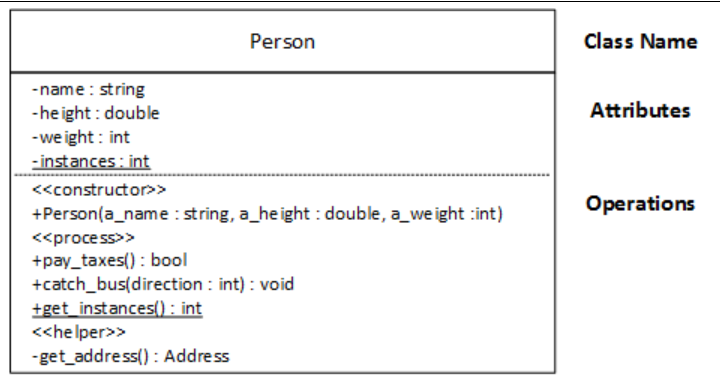 Person
Class Name
-name : string
-height : double
-weight : int
-instances : int
Attributes
<<constructor>>
+Person(a_name : string, a_height : double, a_weight :int)
<<process>>
+pay_taxes() : bool
+catch_bus(direction : int) : void
+get_instances() : int
<<helper>>
-get_address() : Address
Operations